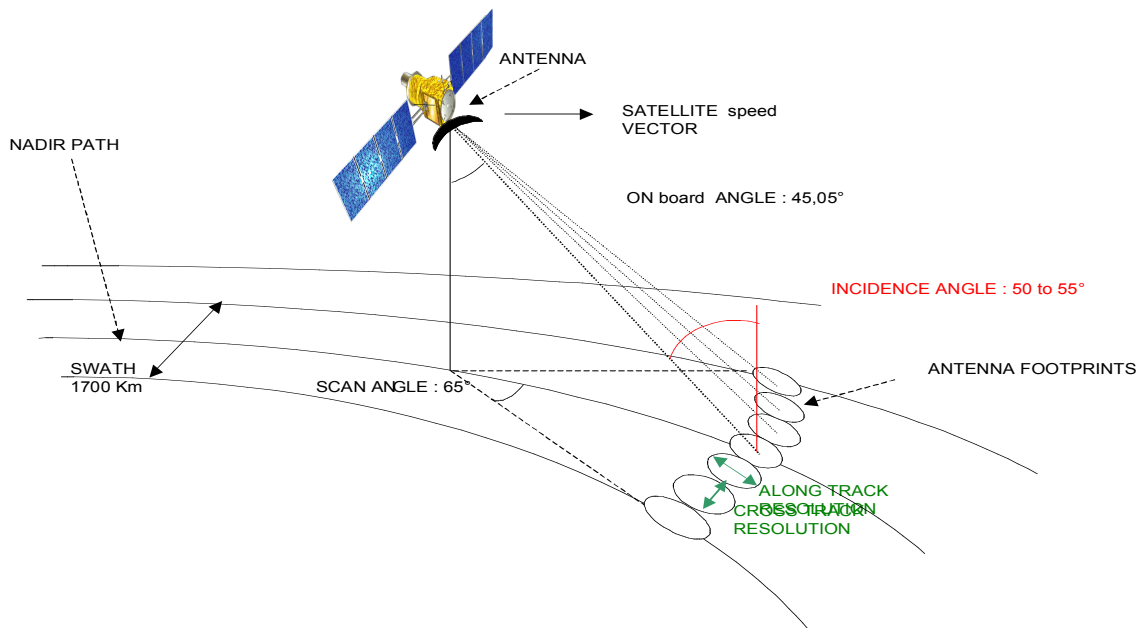 ANTENNA
SATELLITE speed
VECTOR
NADIR PATH
ON board ANGLE : 45,05°
INCIDENCE ANGLE : 50 to 55°
SWATH
1700 Km
SCAN ANGLE : 65°
ANTENNA FOOTPRINTS
ALONG TRACK
RESOLUTION
CROSS TRACK
RESOLUTION